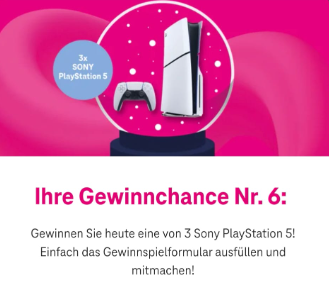 3x
SONY
PlayStation 5
Ihre Gewinnchance Nr. 6:
Gewinnen Sie heute eine von 3 Sony PlayStation 5!
Einfach das Gewinnspielformular ausfüllen und
mitmachen!